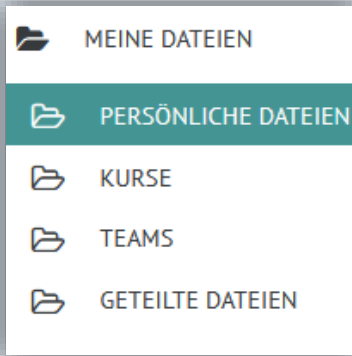 MEINE DATEIEN
PERSÖNLICHE DATEIEN
KURSE
TEAMS
GETEILTE DATEIEN